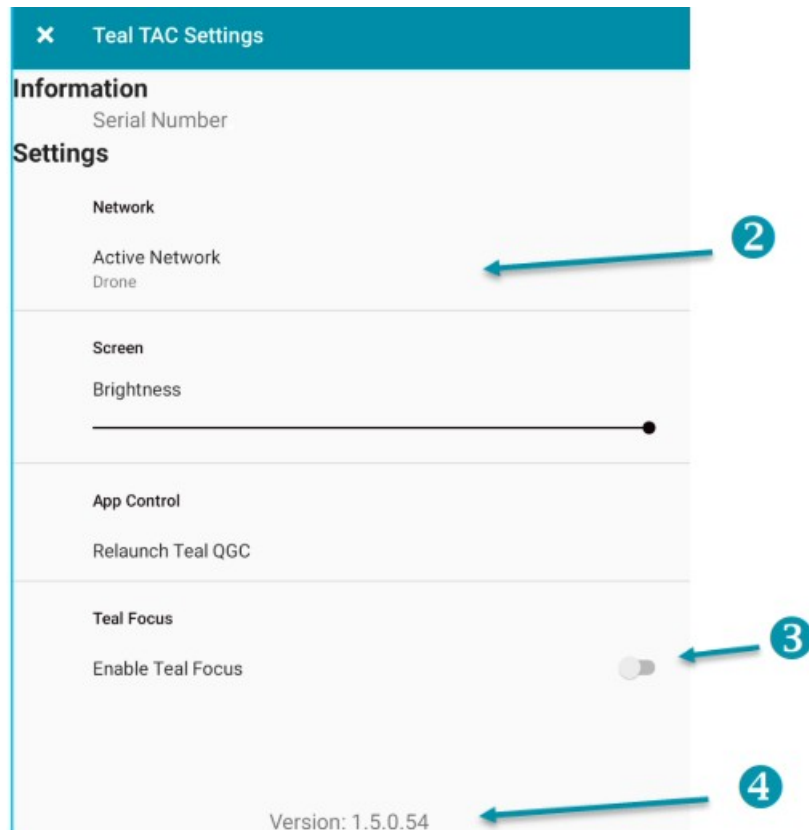 × Teal TAC Settings
Information
Serial Number
Settings
Network
2
Active Network
Drone
Screen
Brightness
App Control
Relaunch Teal QGC
Teal Focus
3
Enable Teal Focus
4
Version: 1.5.0.54